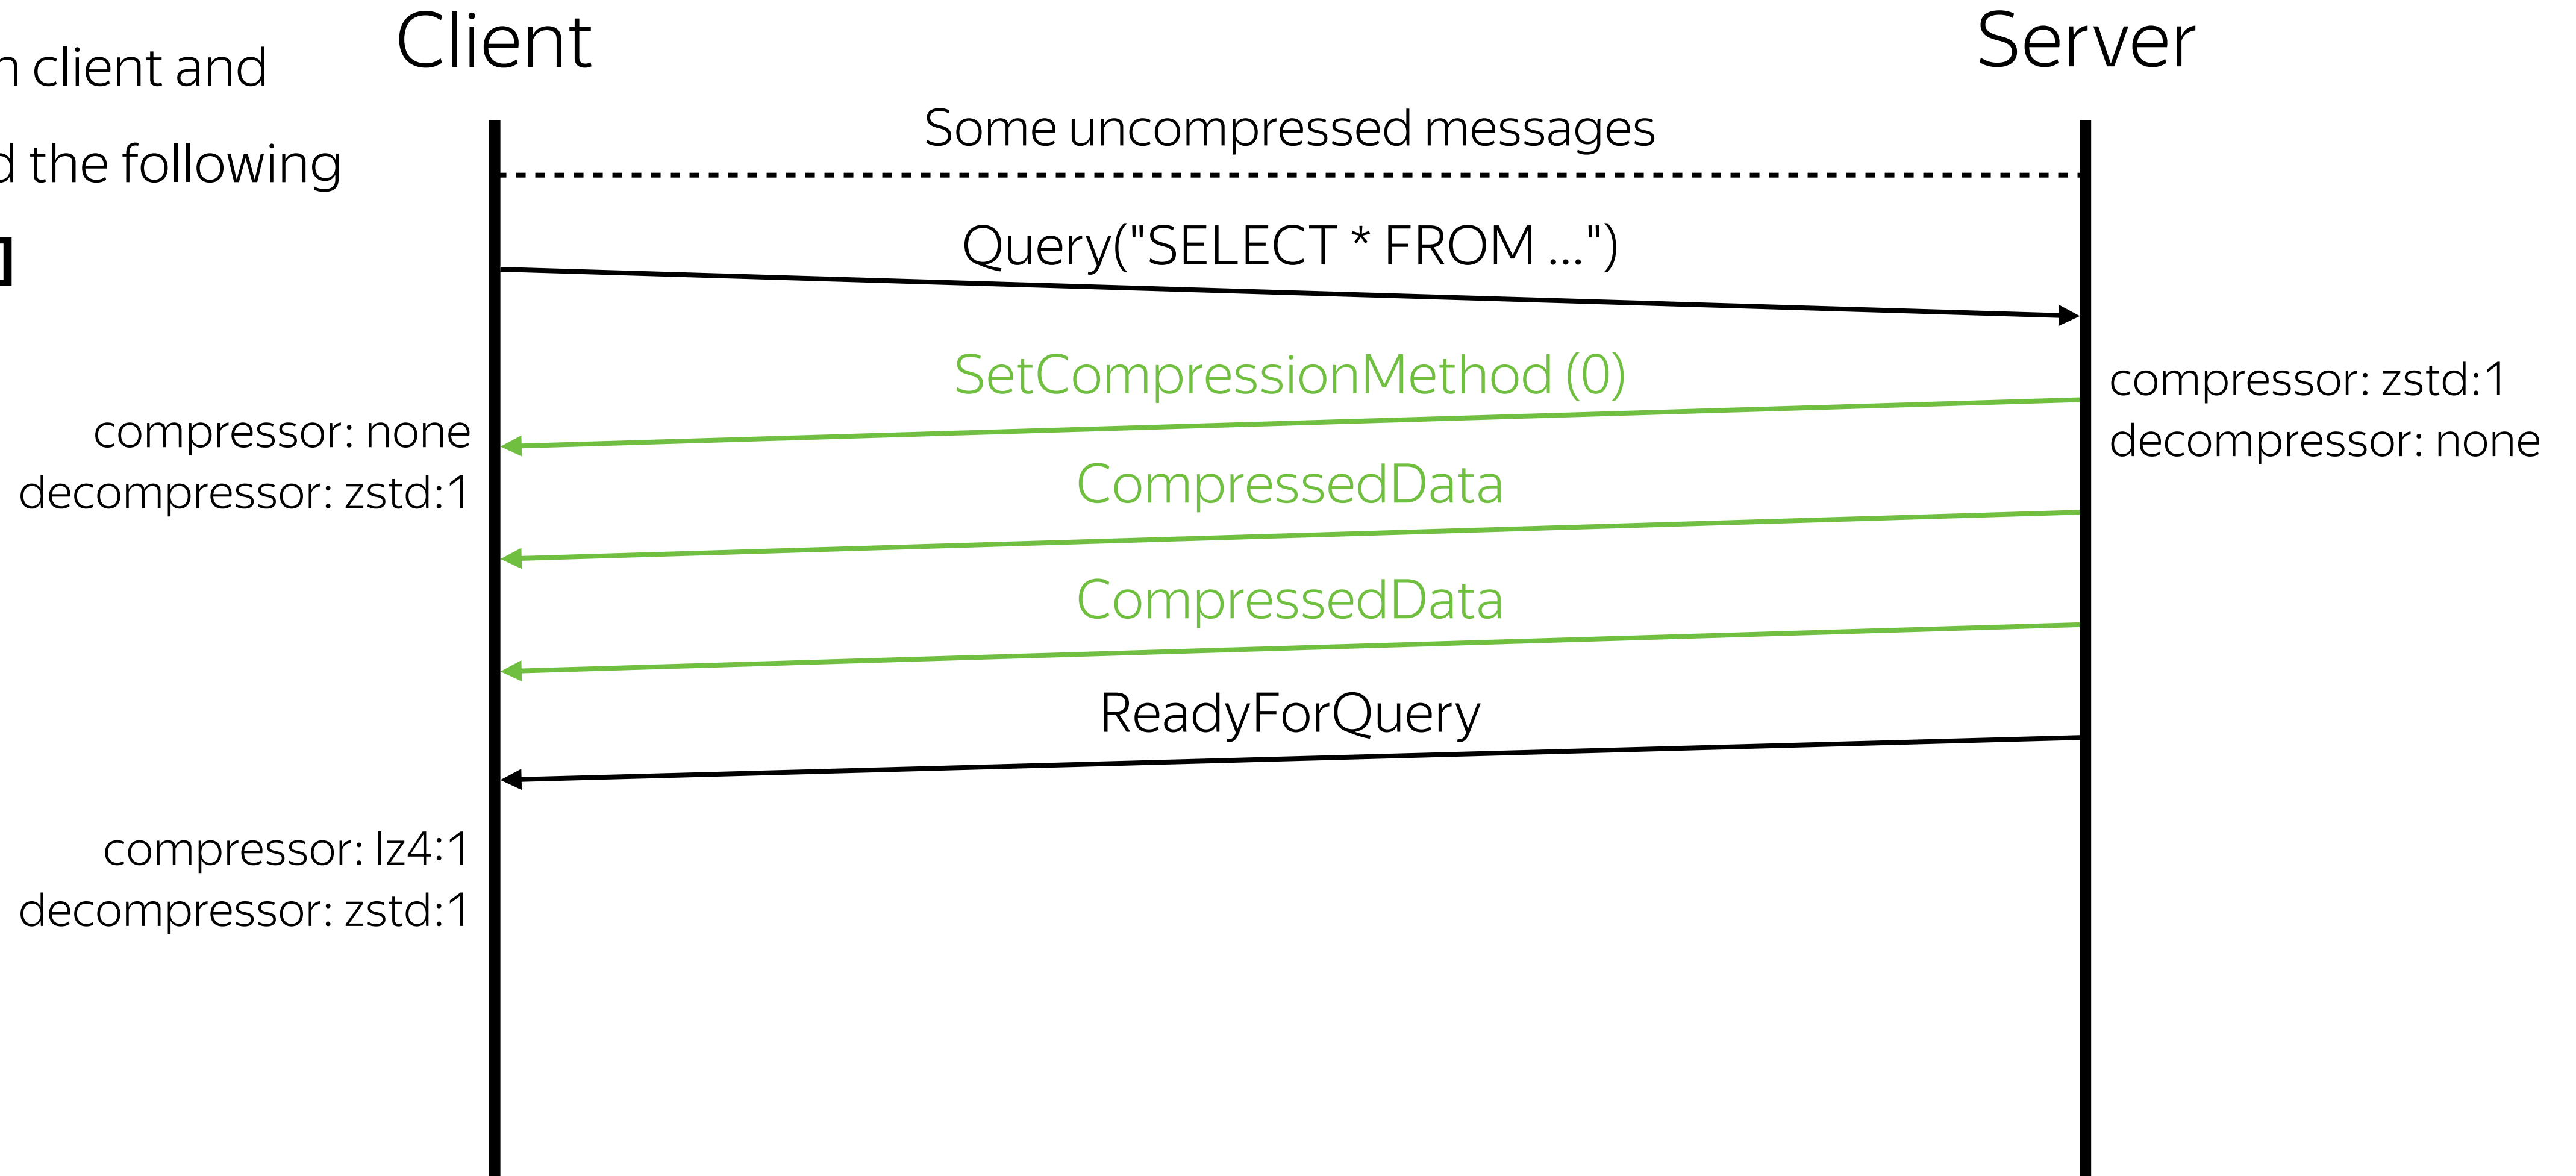 Client
Server
client and
the following
]
Some uncompressed messages
Query("SELECT * FROM ...")
SetCompressionMethod (0)
compressor: zstd:1
decompressor: none
compressor: none
decompressor: zstd:1
CompressedData
CompressedData
ReadyForQuery
compressor: lz4:1
decompressor: zstd:1